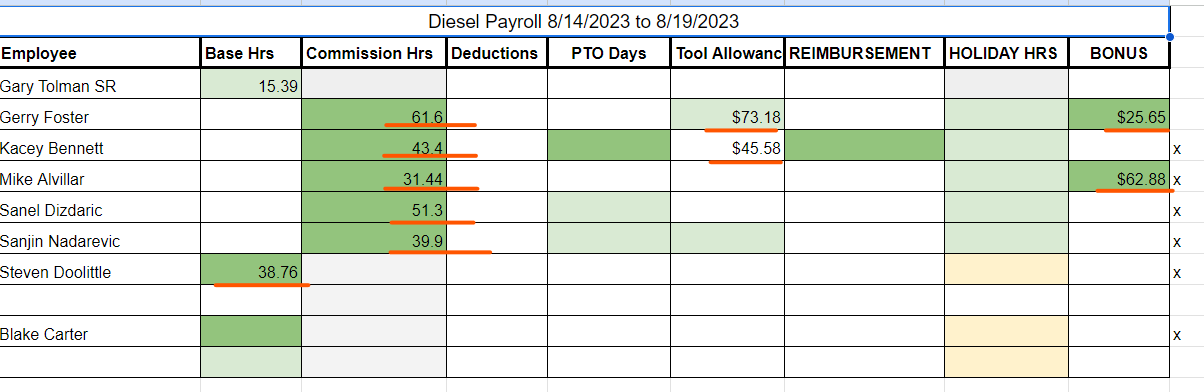 Diesel Payroll 8/14/2023 to 8/19/2023
Employee Base Hrs Commission Hrs Deductions PTO Days Tool Allowanc REIMBURSEMENT HOLIDAY HRS BONUS
Gary Tolman SR 15.39
Gerry Foster 61.6 $73.18 $25.65
Kacey Bennett 43.4 $45.58 x
Mike Alvillar 31.44 $62.88 x
Sanel Dizdaric 51.3 x
Sanjin Nadarevic 39.9 x
Steven Doolittle 38.76 x
Blake Carter x